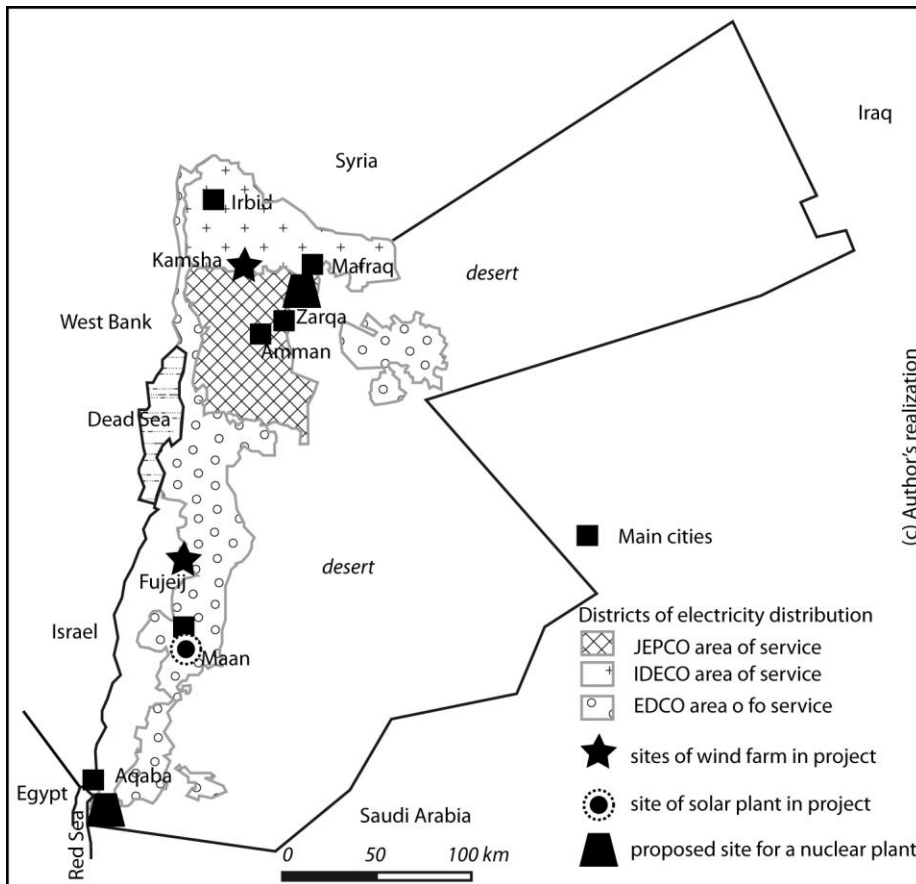 Iraq
Syria
Irbid
Kamsha
Mafraq
desert
West Bank
Zarqa
Amman
Dead Sea
(c) Author's realization
Main cities
desert
Fujeij
Districts of electricity distribution
Israel
JEPCO area of service
Maan
IDECO area of service
EDCO area o fo service
sites of wind farm in project
Aqaba
Egypt
site of solar plant in project
Saudi Arabia
Red Sea
proposed site for a nuclear plant
0 50 100 km